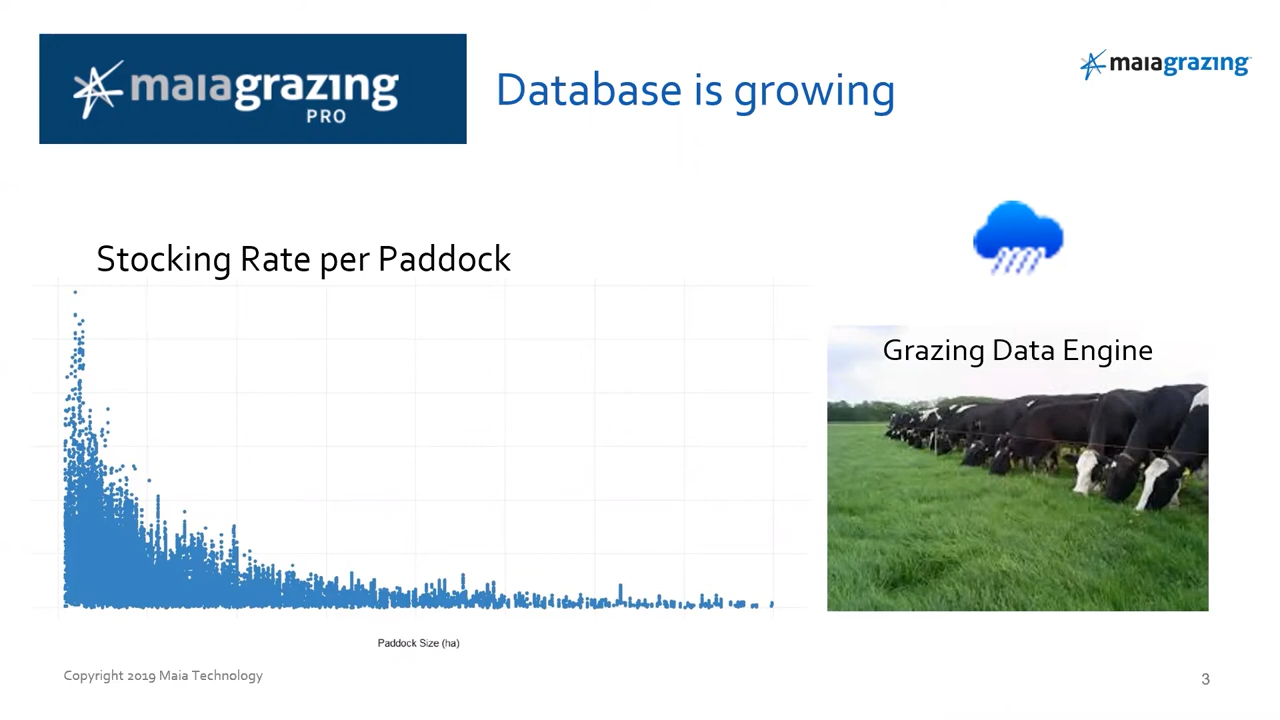 maiagrazing
PRO
Database is growing
maiagrazing
Stocking Rate per Paddock
Grazing Data Engine
Paddock Size (ha)
Copyright 2019 Maia Technology
3